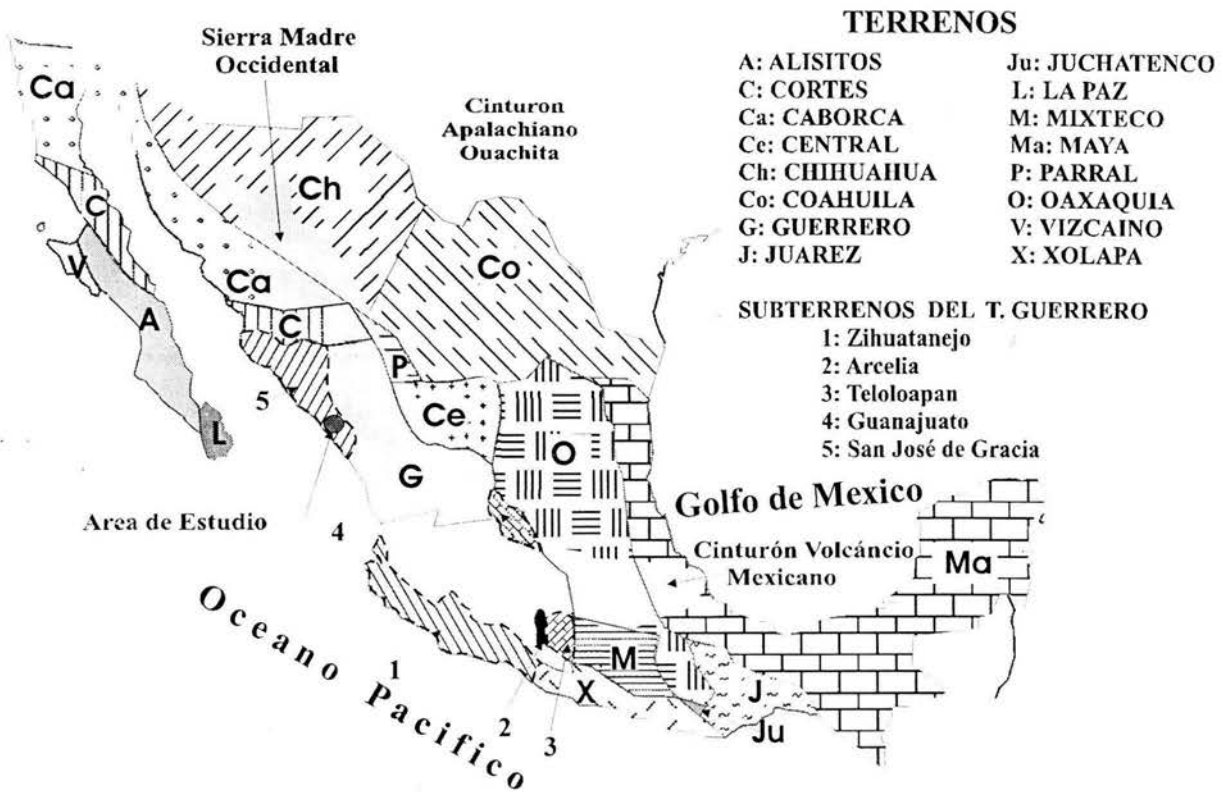 TERRENOS
A: ALISITOS
C: CORTES
Ca: CABORCA
Ce: CENTRAL
Ch: CHIHUAHUA
Co: COAHUILA
G: GUERRERO
J: JUAREZ
Ju: JUCHATENCO
L: LA PAZ
M: MIXTECO
Ma: MAYA
P: PARRAL
O: OAXAQUIA
V: VIZCAINO
X: XOLAPA
SUBTERRENOS DEL T. GUERRERO
1: Zihuatanejo
2: Arcelia
3: Teloloapan
4: Guanajuato
5: San José de Gracia
Sierra Madre
Occidental
Cinturon
Apalachiano
Ouachita
Ca
Ch
C
V
Co
Ca
A
C
P
5
Ce
L
O
G
Golfo de Mexico
Area de Estudio
4
Cinturón Volcáncio
Mexicano
Ma
Oceano Pacifico
M
1
X
J
2
3
Ju